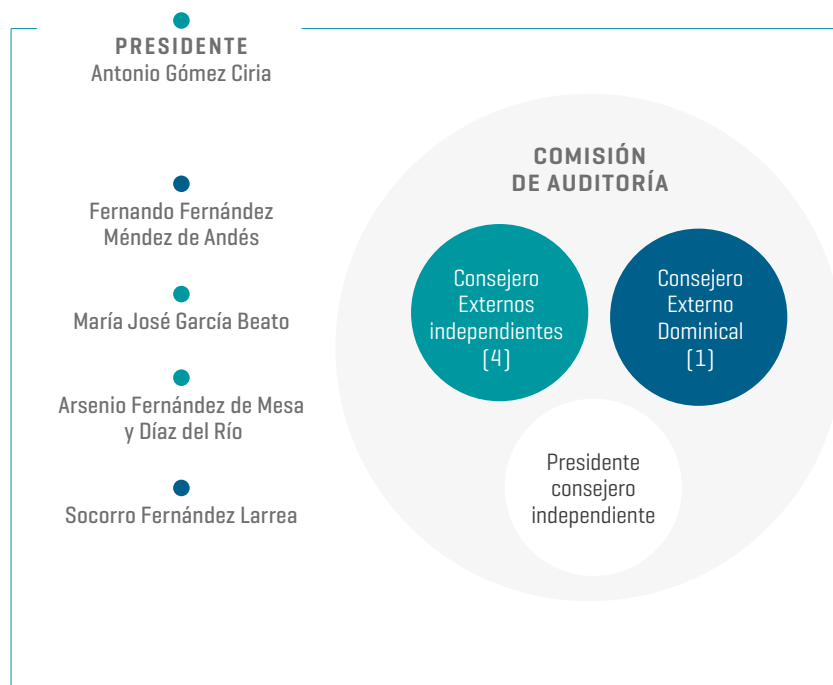 PRESIDENTE
Antonio Gómez Ciria
Fernando Fernández
Méndez de Andés
María José García Beato
Arsenio Fernández de Mesa
y Díaz del Río
Socorro Fernández Larrea
COMISIÓN
DE AUDITORÍA
Consejero
Externos
independientes
(4)
Consejero
Externo
Dominical
(1)
Presidente
consejero
independiente